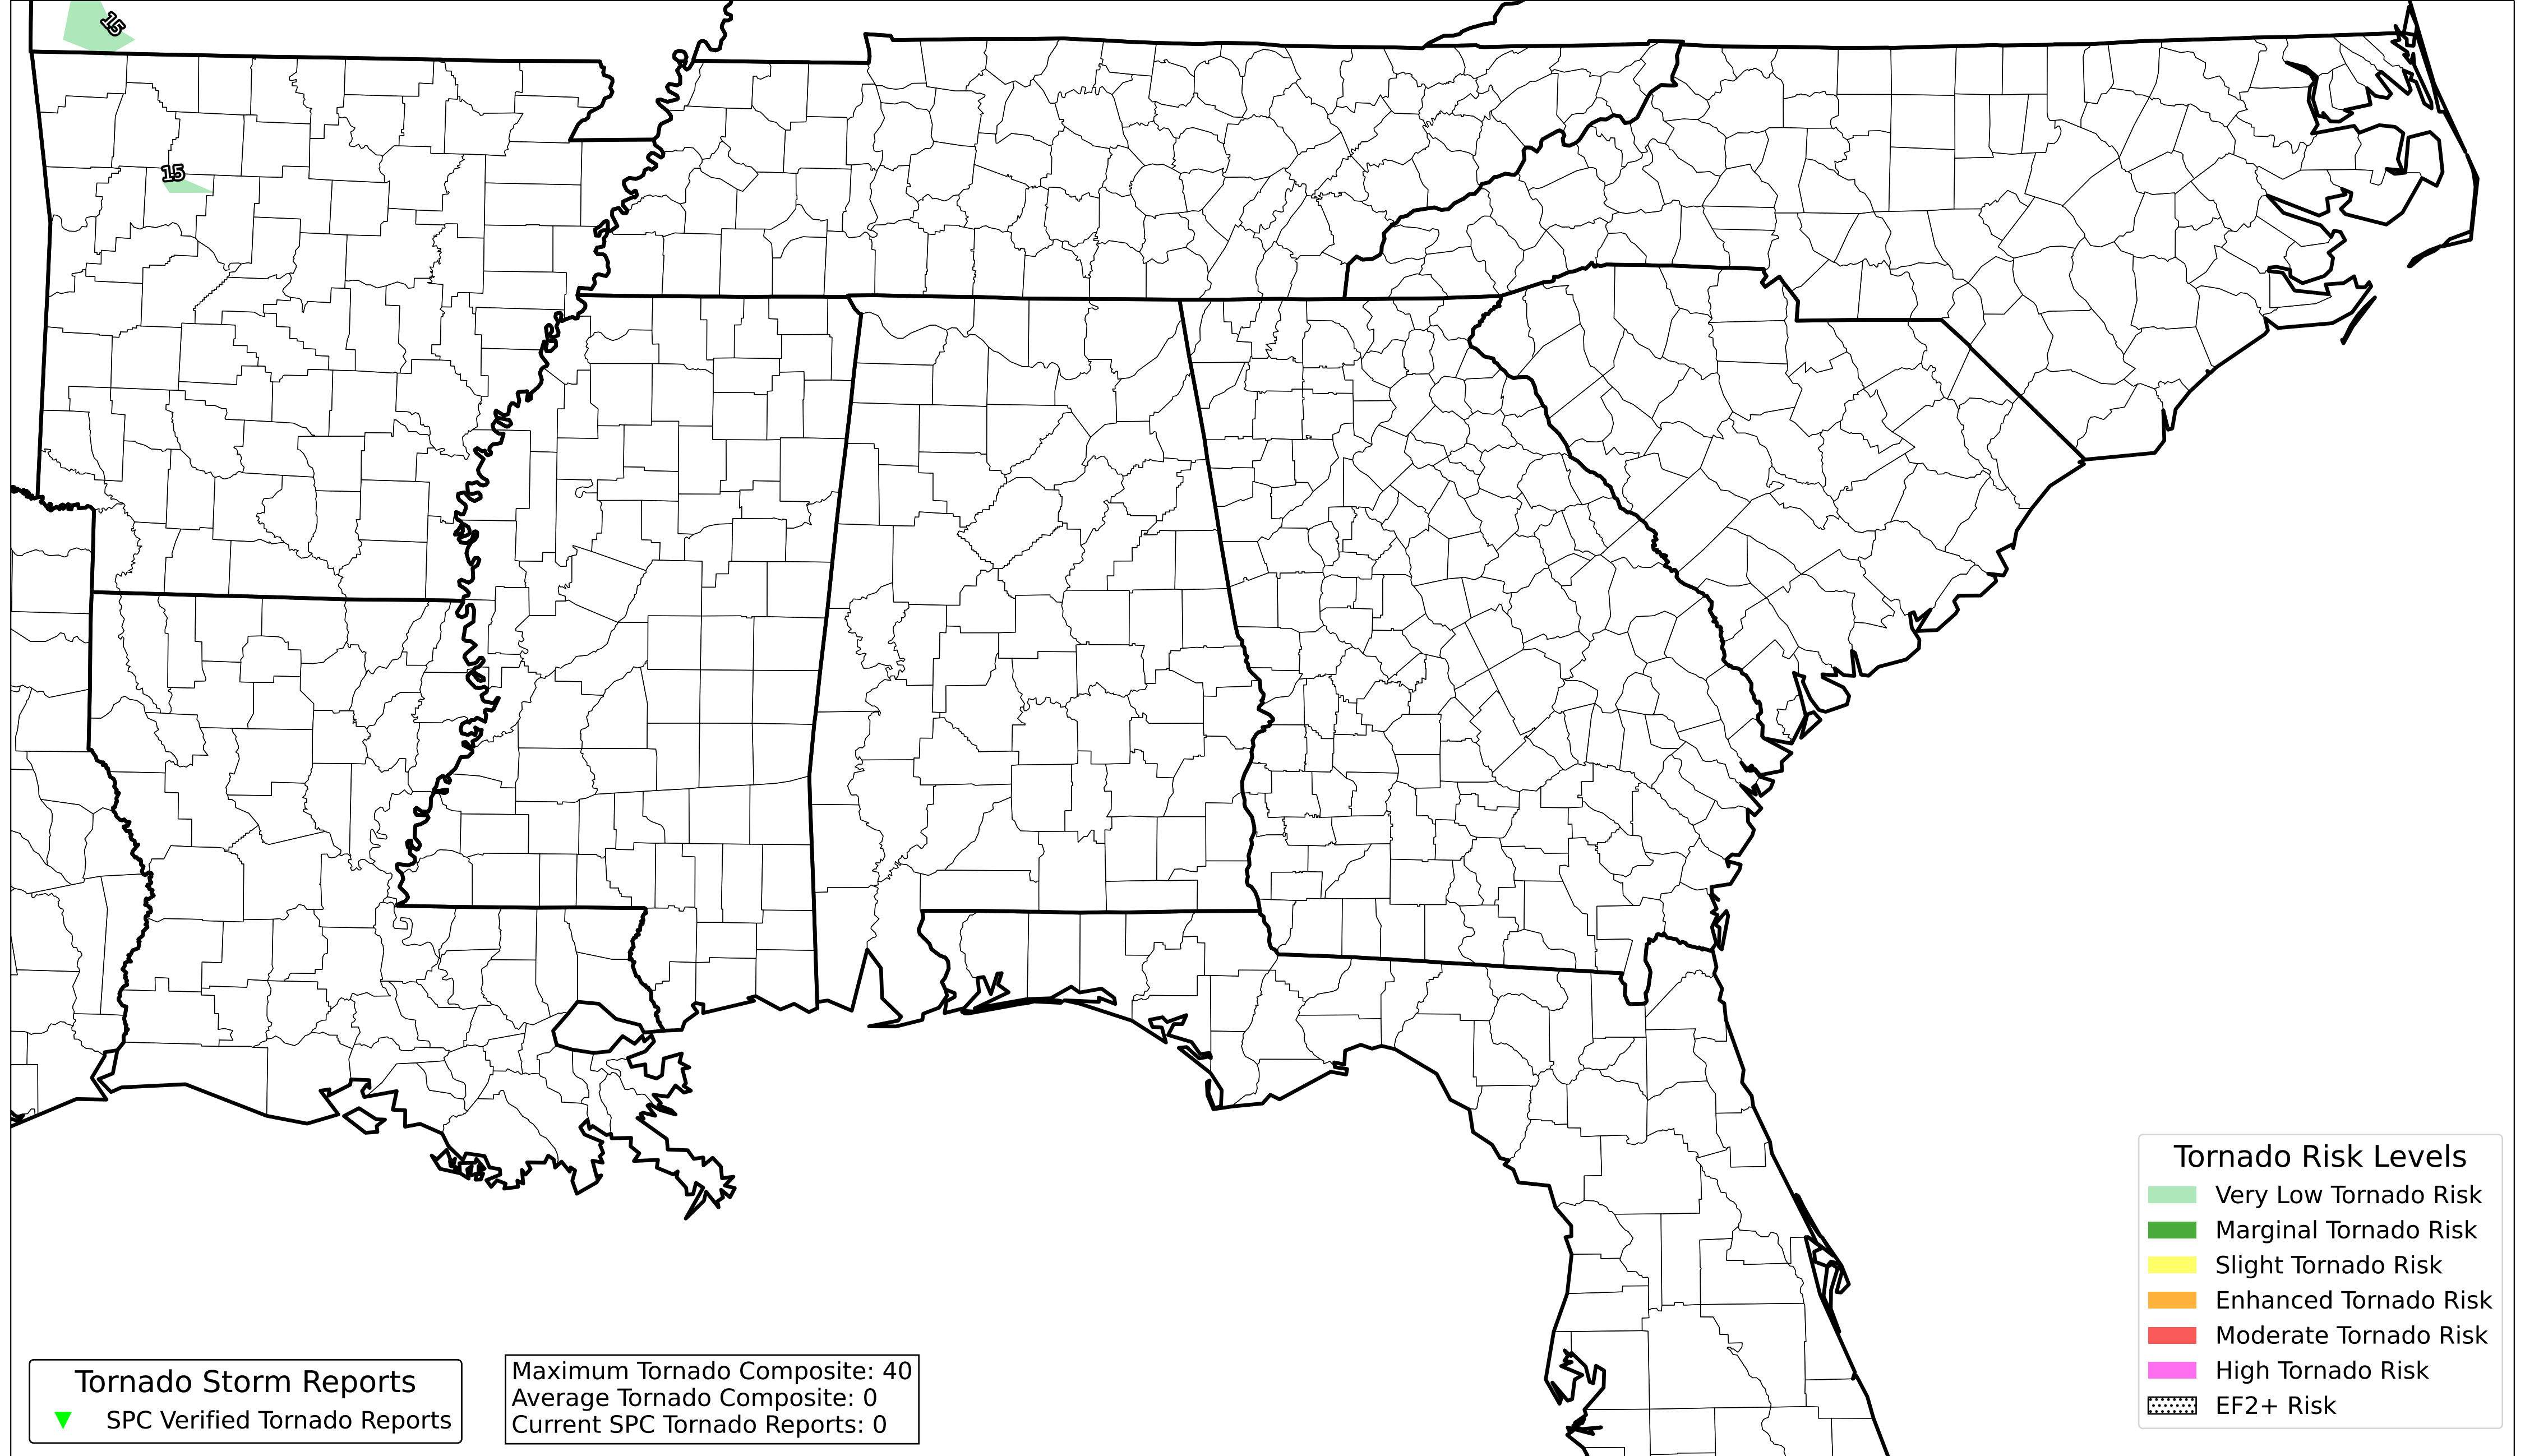 15
15
Tornado Risk Levels
Very Low Tornado Risk
Marginal Tornado Risk
Slight Tornado Risk
Enhanced Tornado Risk
Moderate Tornado Risk
High Tornado Risk
EF2+ Risk
Tornado Storm Reports
SPC Verified Tornado Reports
Maximum Tornado Composite: 40
Average Tornado Composite: 0
Current SPC Tornado Reports: 0